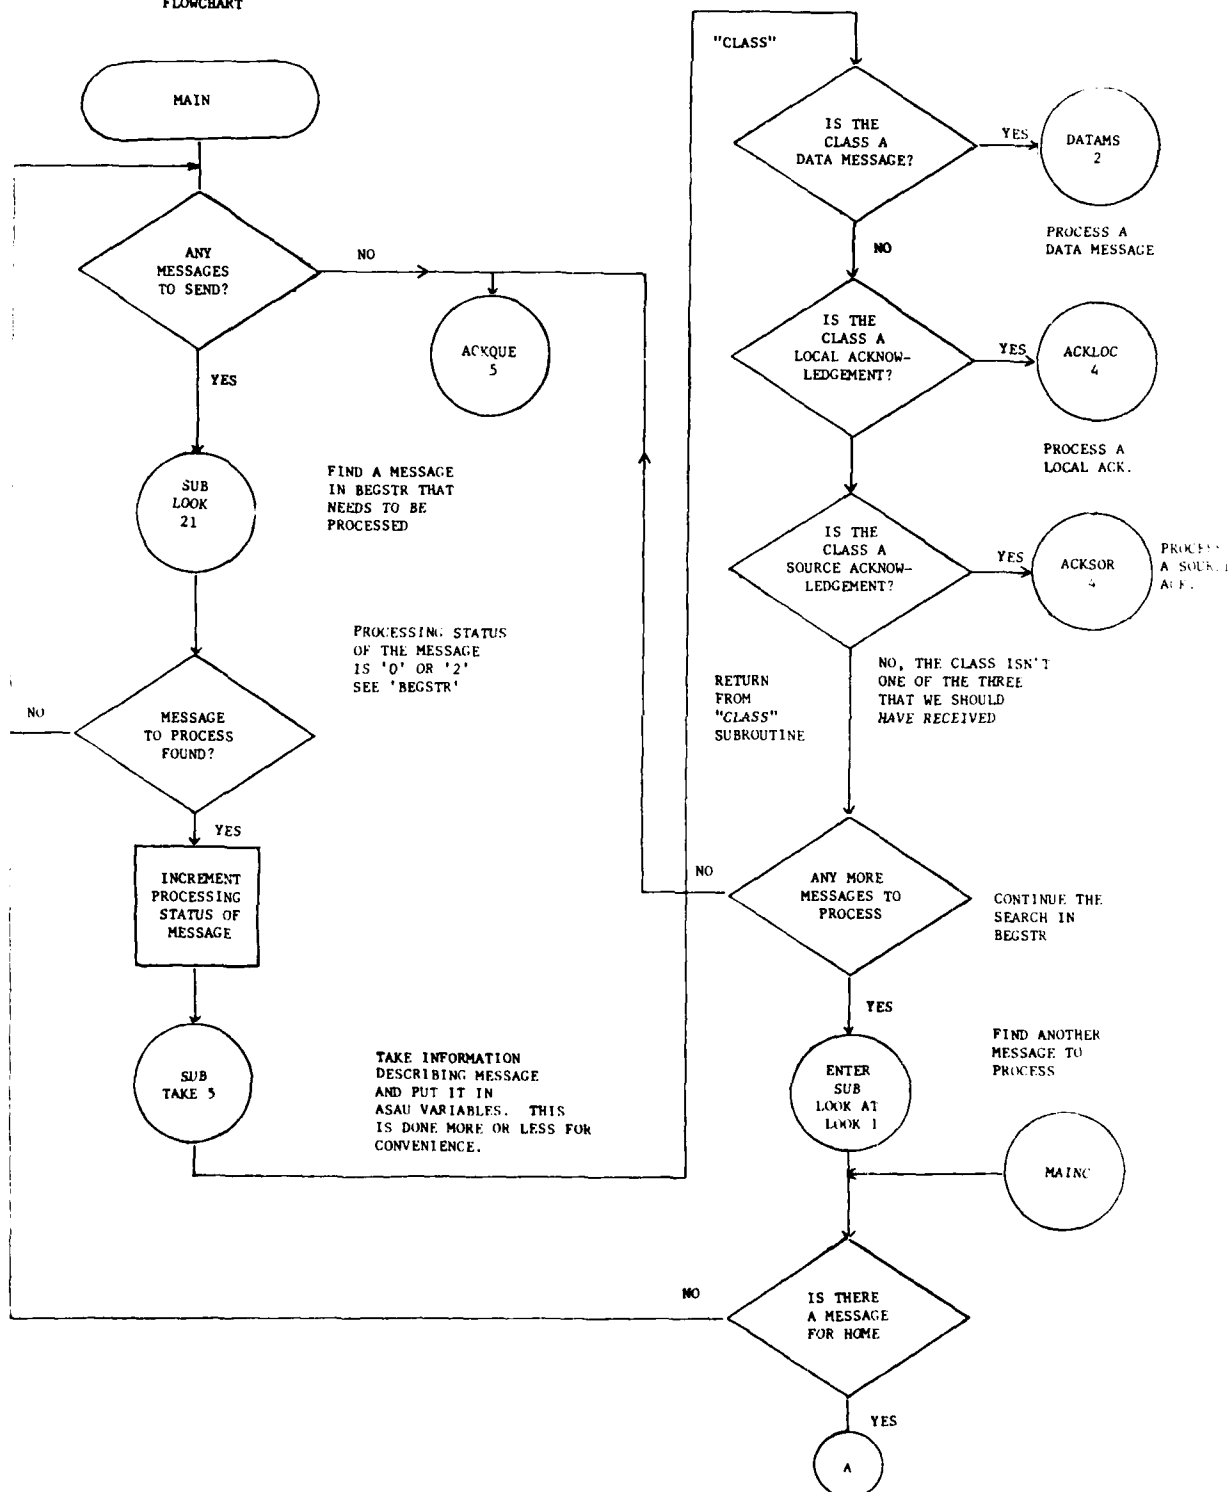 FLOWCHART
MAIN
ANY
MESSAGES
TO SEND?
NO
ACKQUE
5
YES
SUB
LOOK
21
FIND A MESSAGE
IN BEGSTR THAT
NEEDS TO BE
PROCESSED
PROCESSING STATUS
OF THE MESSAGE
IS '0' OR '2'
SEE 'BEGSTR'
NO
MESSAGE
TO PROCESS
FOUND?
YES
INCREMENT
PROCESSING
STATUS OF
MESSAGE
SUB
TAKE 5
TAKE INFORMATION
DESCRIBING MESSAGE
AND PUT IT IN
ASAU VARIABLES. THIS
IS DONE MORE OR LESS FOR
CONVENIENCE.
"CLASS"
IS THE
CLASS A
DATA MESSAGE?
YES
DATAMS
2
PROCESS A
DATA MESSAGE
NO
IS THE
CLASS A
LOCAL ACKNOW-
LEDGEMENT?
YES
ACKLOC
4
PROCESS A
LOCAL ACK.
IS THE
CLASS A
SOURCE ACKNOW-
LEDGEMENT?
YES
ACKSOR
4
PROCESS
A
ACK.
NO, THE CLASS ISN'T
ONE OF THE THREE
THAT WE SHOULD
HAVE RECEIVED
RETURN
FROM
"CLASS"
SUBROUTINE
NO
ANY MORE
MESSAGES TO
PROCESS
CONTINUE THE
SEARCH IN
BEGSTR
YES
FIND ANOTHER
MESSAGE TO
PROCESS
ENTER
SUB
LOOK AT
LOOK 1
MAINC
NO
IS THERE
A MESSAGE
FOR HOME
YES
A